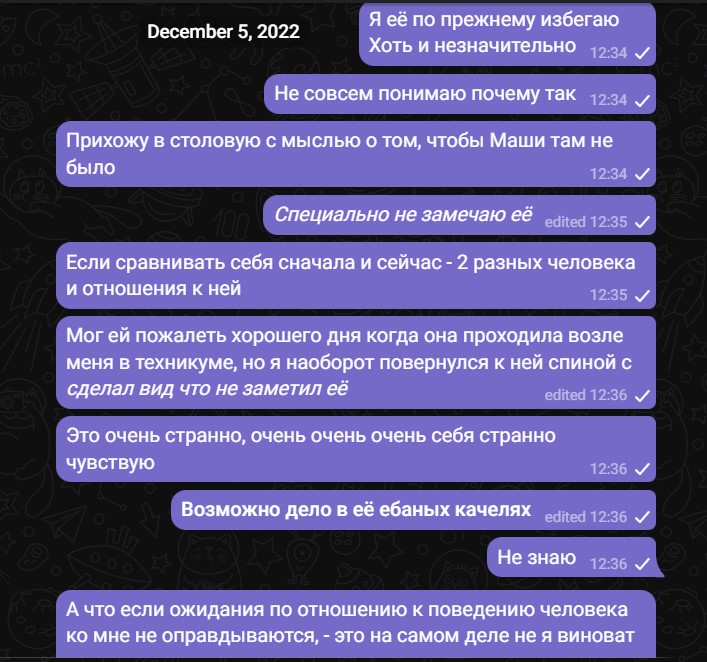 December 5, 2022
Я её по прежнему избегаю
Хоть и незначительно 12:34
Не совсем понимаю почему так 12:34
Прихожу в столовую с мыслью о том, чтобы Маши там не
было 12:34
Специально не замечаю её edited 12:35
Если сравнивать себя сначала и сейчас - 2 разных человека
и отношения к ней 12:35
Мог ей пожалеть хорошего дня когда она проходила возле
меня в техникуме, но я наоборот повернулся к ней спиной с
сделал вид что не заметил её edited 12:36
Это очень странно, очень очень очень себя странно
чувствую 12:36
Возможно дело в её ебаных качелях edited 12:36
Не знаю 12:36
А что если ожидания по отношению к поведению человека
ко мне не оправдываются, - это на самом деле не я виноват